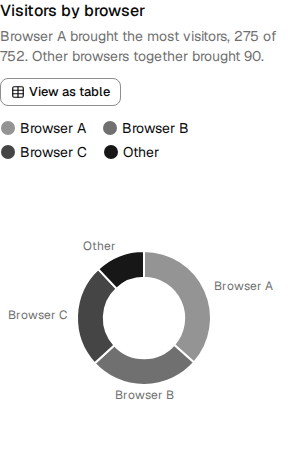 Visitors by browser
Browser A brought the most visitors, 275 of
752. Other browsers together brought 90.
View as table
Browser A
Browser B
Browser C
Other
Other
Browser A
Browser C
Browser B